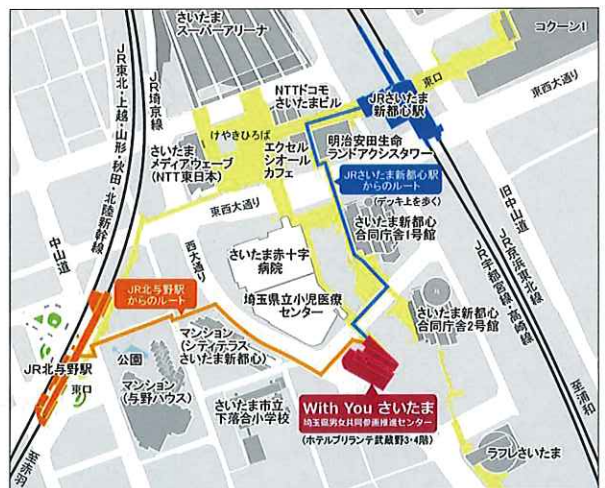 さいたま
スーパーアリーナ
コクーン1
JR東北・上越・山形・秋田・北陸新幹線
JR埼京線
NTTドコモ
さいたまビル
JRさいたま
新都心駅
東口
東西大通り
けやきひろば
さいたま
メディアウェーブ
(NTT東日本)
エクセル
シオール
カフェ
明治安田生命
ランドアクシスタワー
JRさいたま新都心駅
からのルート
(デッキ上を歩く)
旧中山道
中山道
東西大通り
西大通り
さいたま新都心
合同庁舎1号館
さいたま赤十字
病院
埼玉県立小児医療
センター
JR京浜東北線
JR宇都宮線・高崎線
JR北与野駅
からのルート
さいたま新都心
合同庁舎2号館
マンション
(シティテラス
さいたま新都心)
公園
JR北与野駅
東口
マンション
(与野ハウス)
至浦和
至赤羽
さいたま市立
下落合小学校
With You さいたま
埼玉県男女共同参画推進センター
(ホテルブリランテ武蔵野3・4階)
ラフレさいたま